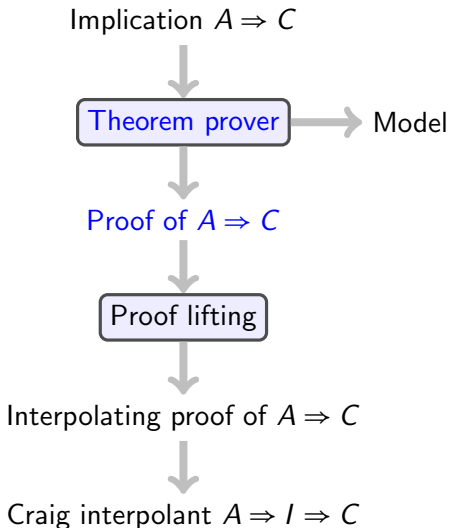 Implication A ⇒ C
Theorem prover
Model
Proof of A ⇒ C
Proof lifting
Interpolating proof of A ⇒ C
Craig interpolant A ⇒ I ⇒ C